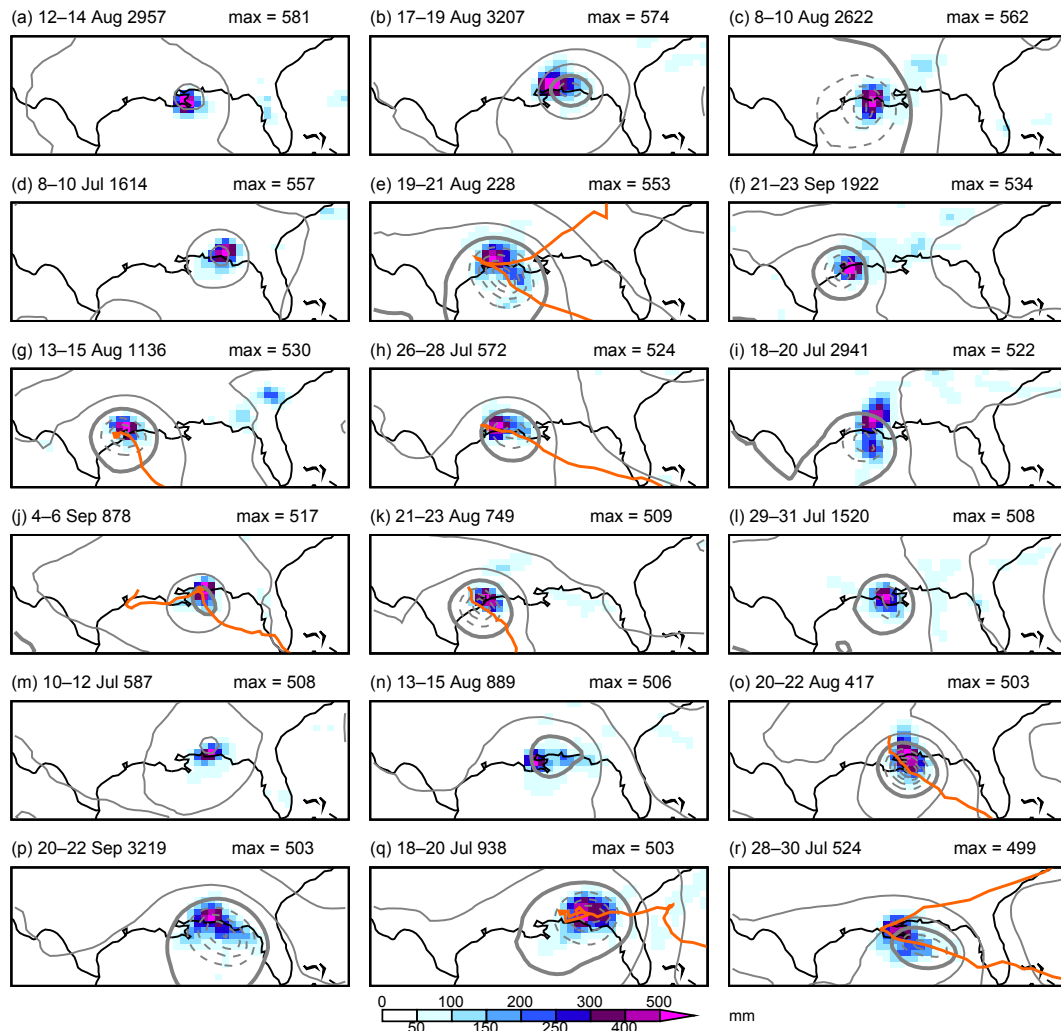 (a) 12–14 Aug 2957 max = 581
(b) 17–19 Aug 3207 max = 574
(c) 8–10 Aug 2622 max = 562
(d) 8–10 Jul 1614 max = 557
(e) 19–21 Aug 228 max = 553
(f) 21–23 Sep 1922 max = 534
(g) 13–15 Aug 1136 max = 530
(h) 26–28 Jul 572 max = 524
(i) 18–20 Jul 2941 max = 522
(j) 4–6 Sep 878 max = 517
(k) 21–23 Aug 749 max = 509
(l) 29–31 Jul 1520 max = 508
(m) 10–12 Jul 587 max = 508
(n) 13–15 Aug 889 max = 506
(o) 20–22 Aug 417 max = 503
(p) 20–22 Sep 3219 max = 503
(q) 18–20 Jul 938 max = 503
(r) 28–30 Jul 524 max = 499
0 100 200 300 500
mm
50 150 250 400